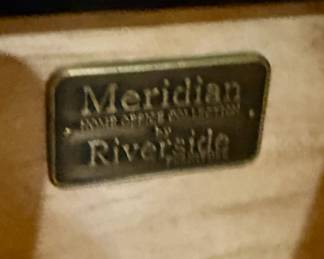 Meridian
HOME OFFICE COLLECTION
by
Riverside